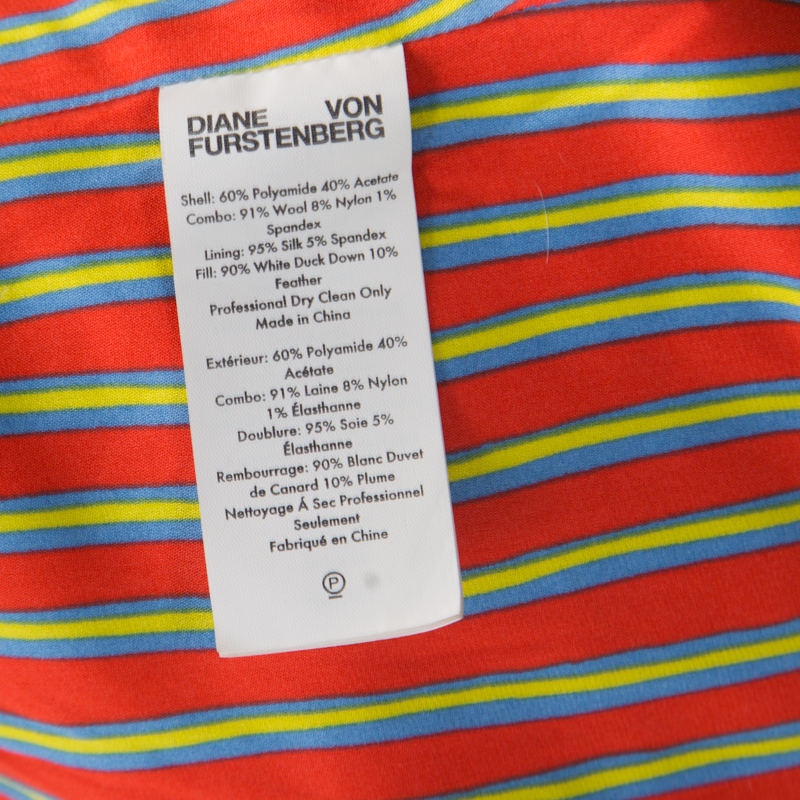 DIANE VON
FURSTENBERG
Shell: 60% Polyamide 40% Acetate
Combo: 91% Wool 8% Nylon 1%
Spandex
Lining: 95% Silk 5% Spandex
Fill: 90% White Duck Down 10%
Feather
Professional Dry Clean Only
Made in China
Extérieur: 60% Polyamide 40%
Acétate
Combo: 91% Laine 8% Nylon
1% Élasthanne
Doublure: 95% Soie 5%
Élasthanne
Rembourrage: 90% Blanc Duvet
de Canard 10% Plume
Nettoyage Á Sec Professionnel
Seulement
Fabriqué en Chine
P